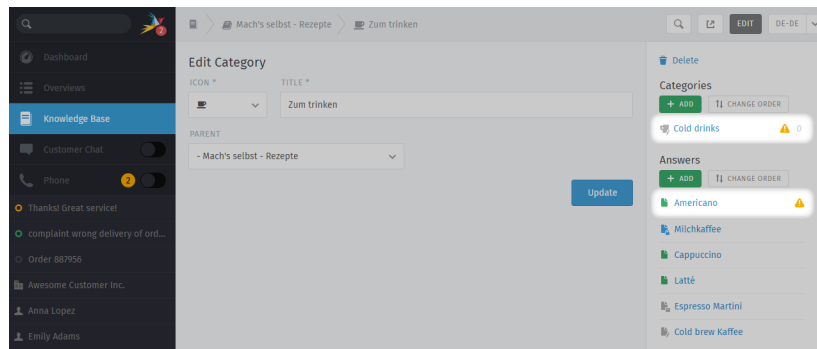 2
Mach's selbst - Rezepte
Zum trinken
EDIT
DE-DE
Dashboard
Overviews
Knowledge Base
Customer Chat
Phone
2
Thanks! Great service!
complaint wrong delivery of ord...
Order 887956
Awesome Customer Inc.
Anna Lopez
Emily Adams
Edit Category
ICON *
TITLE *
Zum trinken
PARENT
- Mach's selbst - Rezepte
Update
Delete
Categories
+ ADD
CHANGE ORDER
Cold drinks
0
Answers
+ ADD
CHANGE ORDER
Americano
Milchkaffee
Cappuccino
Latté
Espresso Martini
Cold brew Kaffee